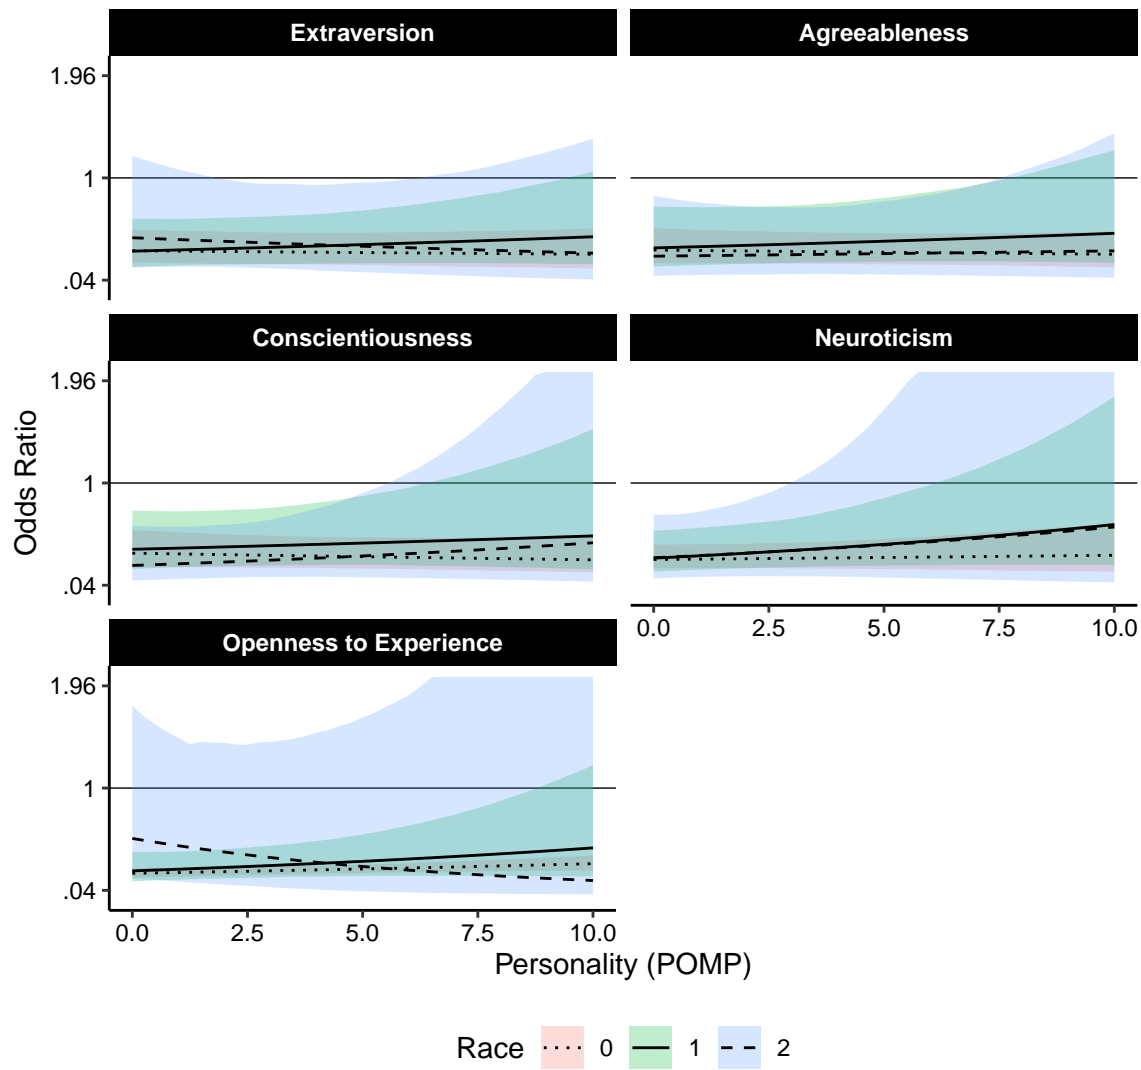 Extraversion
Agreeableness
1.96
1
.04
Conscientiousness
Neuroticism
1.96
1
.04
0.0 2.5 5.0 7.5 10.0
Openness to Experience
1.96
1
.04
0.0 2.5 5.0 7.5 10.0
Odds Ratio
Personality (POMP)
Race 0 1 2